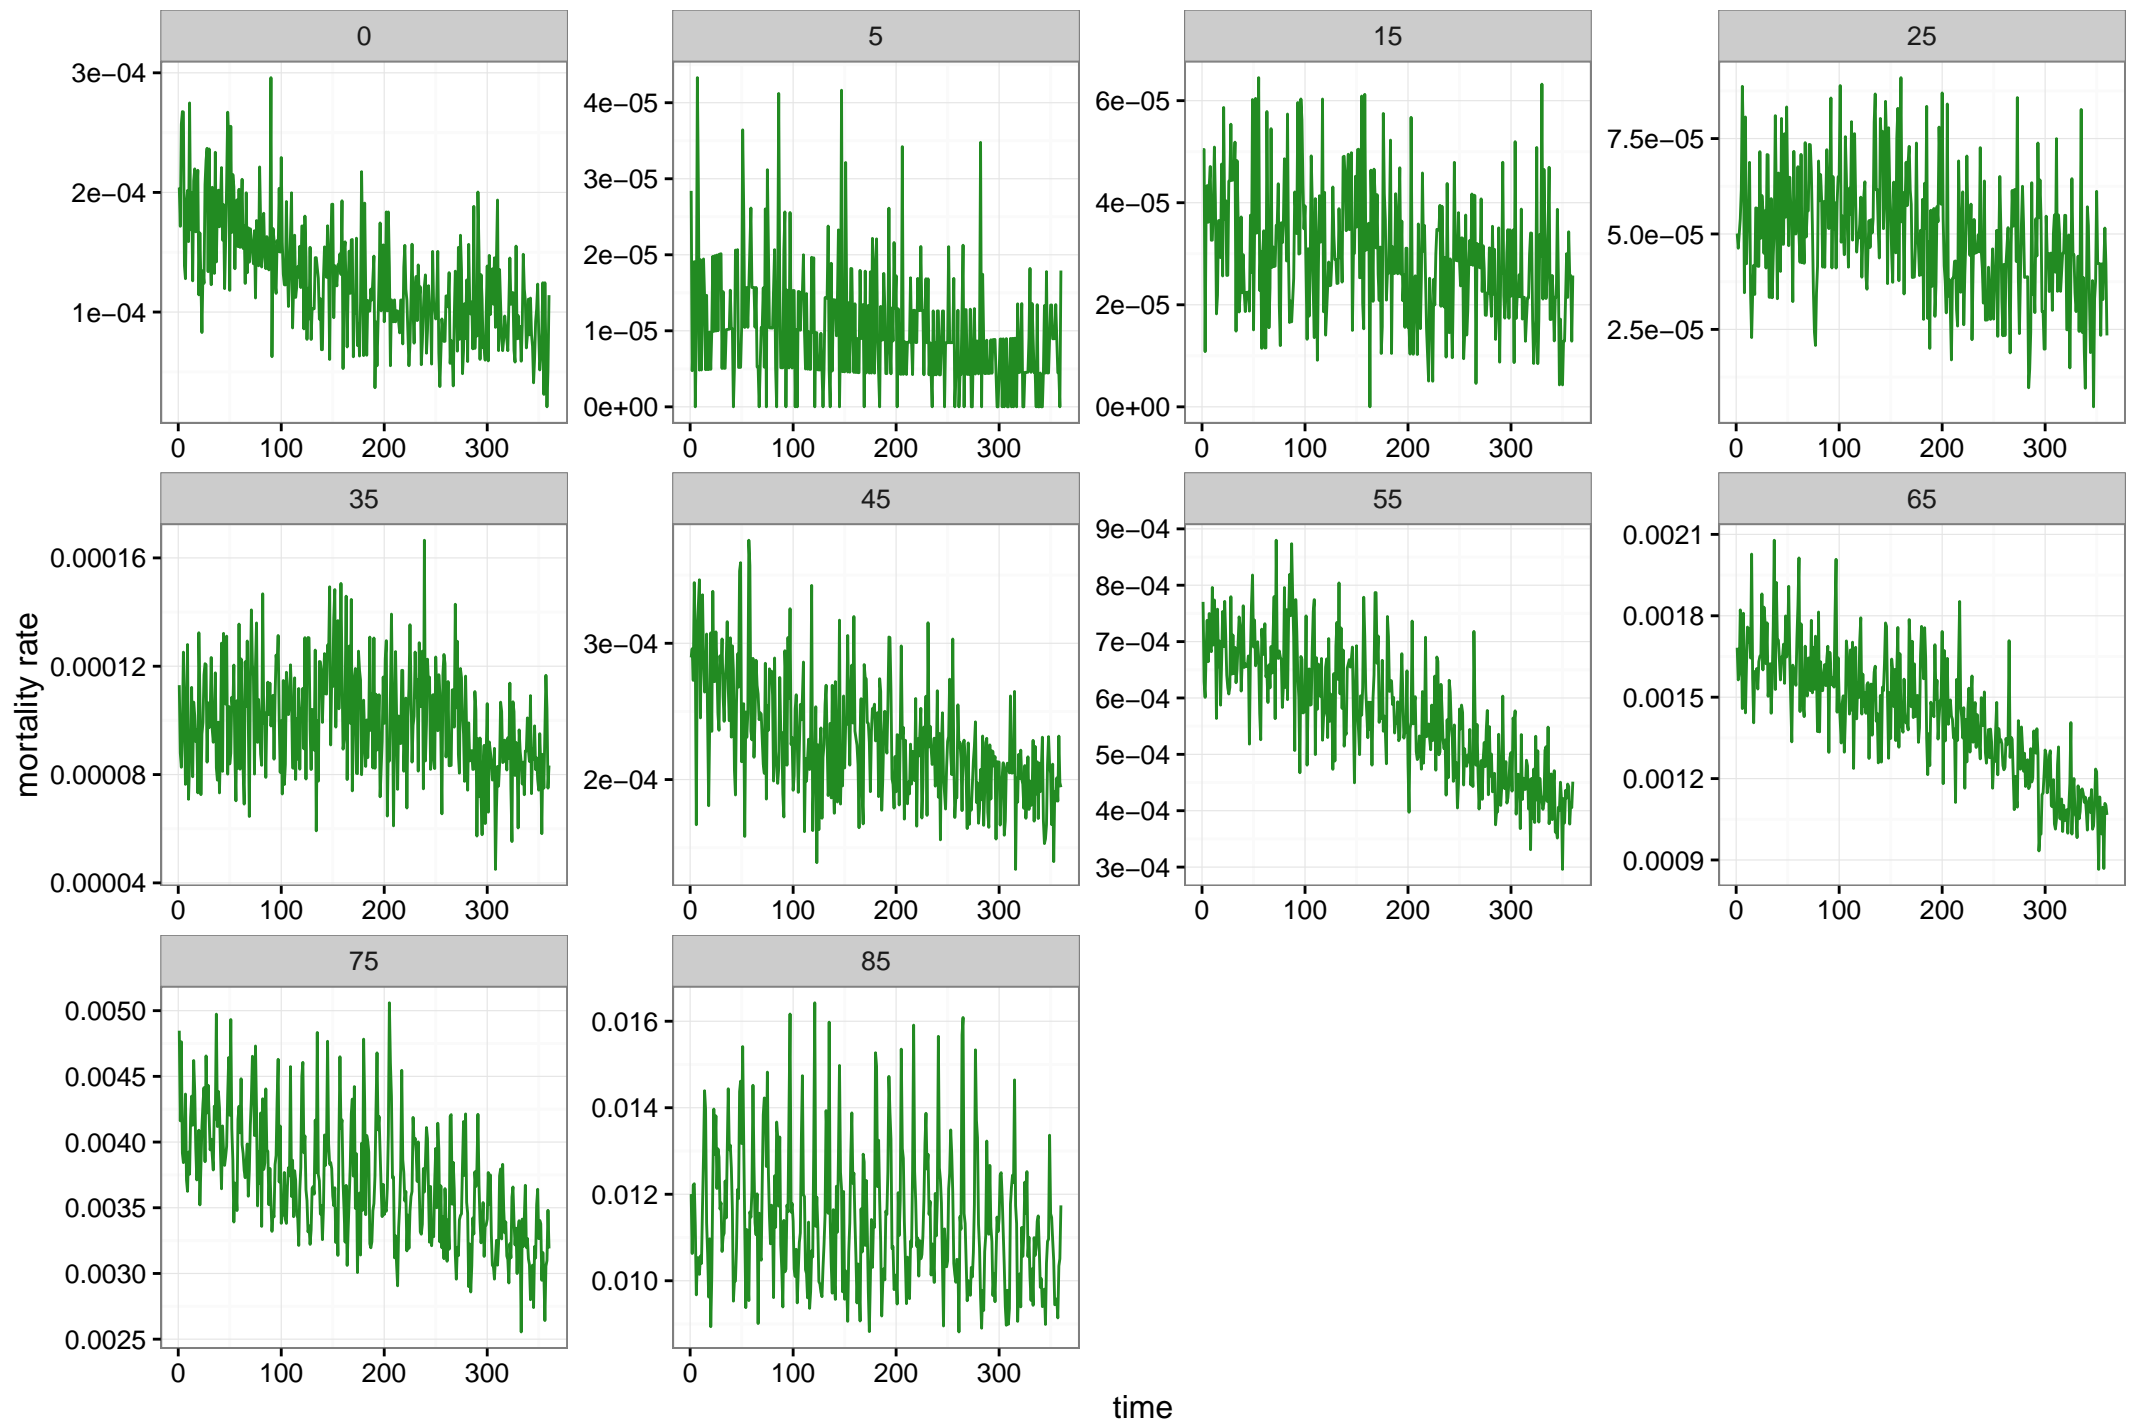 0 5 15 25
3e−04
2e−04
1e−04
4e−05
3e−05
2e−05
1e−05
0e+00
6e−05
4e−05
2e−05
0e+00
7.5e−05
5.0e−05
2.5e−05
0 100 200 300 0 100 200 300 0 100 200 300 0 100 200 300
35 45 55 65
0.00016
0.00012
0.00008
0.00004
3e−04
2e−04
9e−04
8e−04
7e−04
6e−04
5e−04
4e−04
3e−04
0.0021
0.0018
0.0015
0.0012
0.0009
0 100 200 300 0 100 200 300 0 100 200 300 0 100 200 300
mortality rate
75 85
0.0050
0.0045
0.0040
0.0035
0.0030
0.0025
0.016
0.014
0.012
0.010
0 100 200 300 0 100 200 300
time